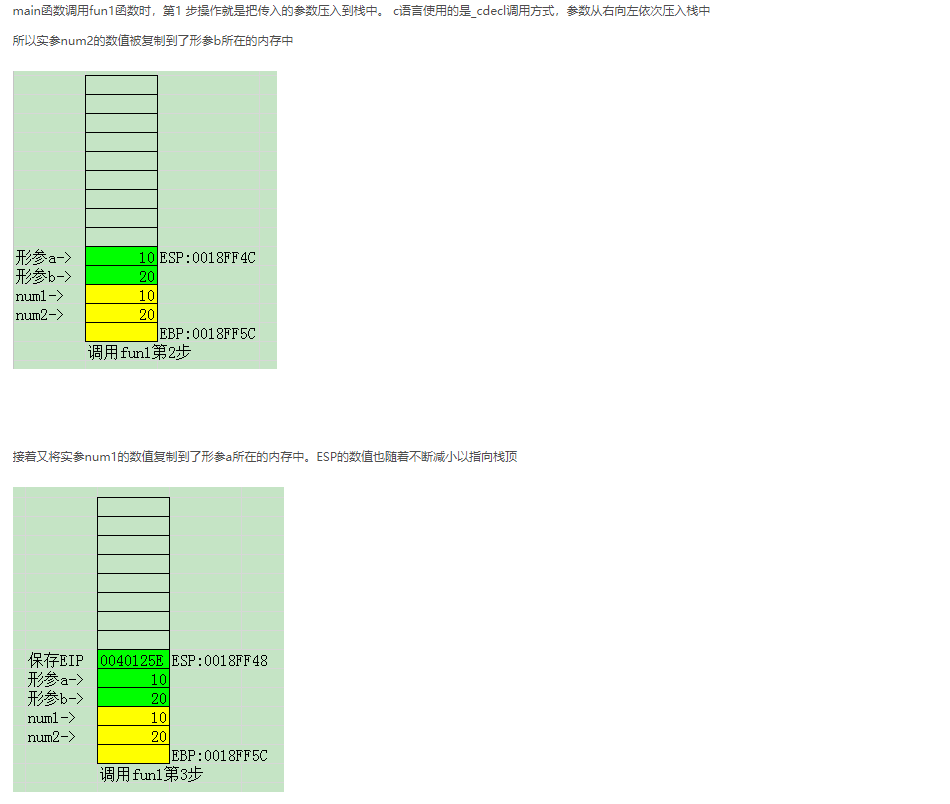 main函数调用fun1函数时，第1 步操作就是把传入的参数压入到栈中。 c语言使用的是_cdecl调用方式，参数从右向左依次压入栈中
所以实参num2的数值被复制到了形参b所在的内存中
形参a-> 10 ESP:0018FF4C
形参b-> 20
num1-> 10
num2-> 20
EBP:0018FF5C
调用fun1第2步
接着又将实参num1的数值复制到了形参a所在的内存中。ESP的数值也随着不断减小以指向栈顶
保存EIP 0040125E ESP:0018FF48
形参a-> 10
形参b-> 20
num1-> 10
num2-> 20
EBP:0018FF5C
调用fun1第3步